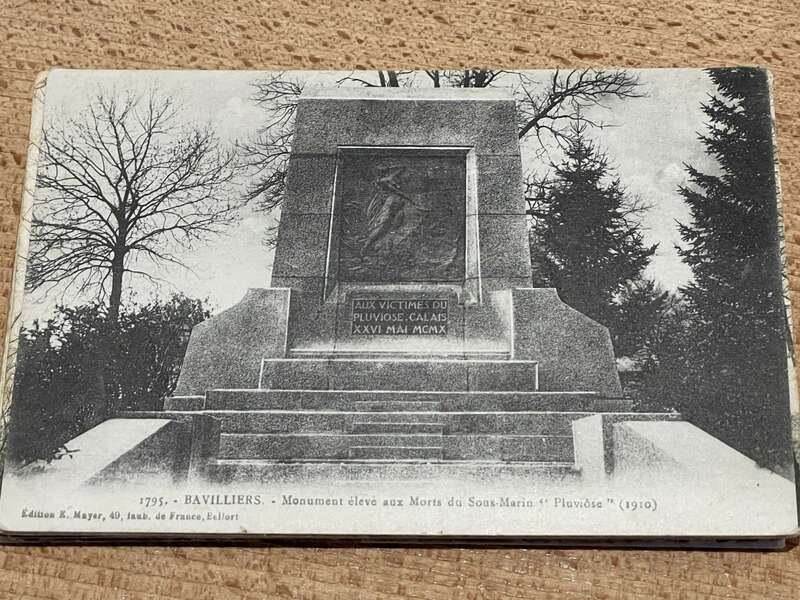 AUX VICTIMES DU
PLUVIOSE. CALAIS
XXVI MAI MCMX
1795. - BAVILLIERS. - Monument élevé aux Morts du Sous-Marin " Pluviôse " (1910)
Édition E. Mayer, 49, faub. de France, Belfort